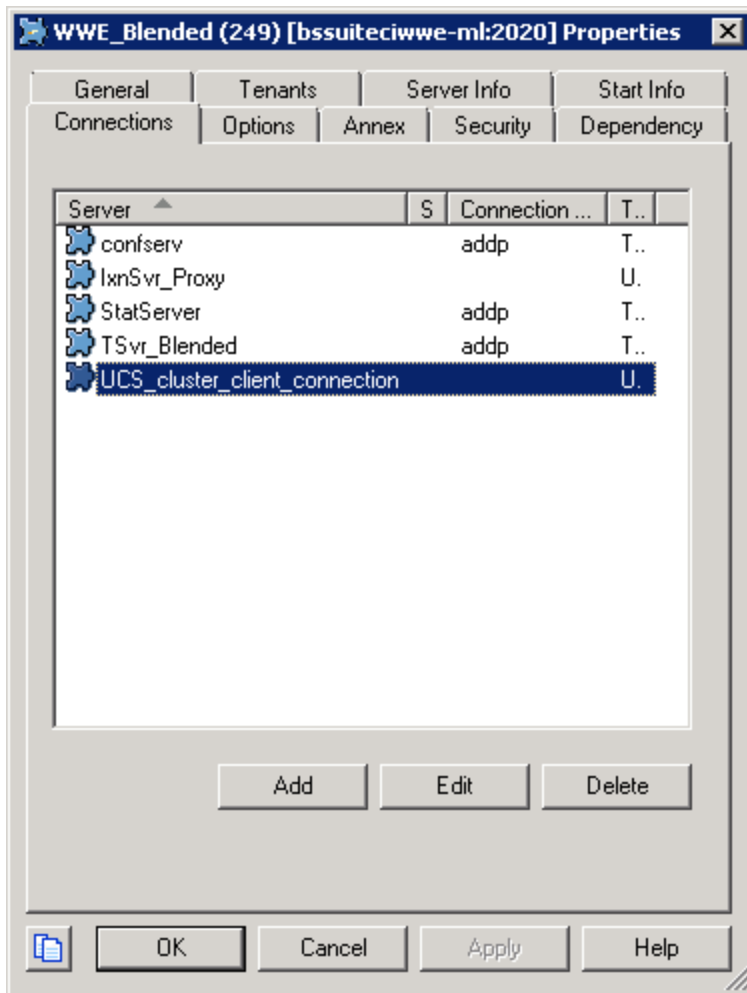 WWE_Blended (249) [bssuiteciwwe-ml:2020] Properties
General Tenants Server Info Start Info
Connections Options Annex Security Dependency
Server S Connection ... T..
confserv addp T..
IxnSvr_Proxy U.
StatServer addp T..
TSvr_Blended addp T..
UCS_cluster_client_connection U.
Add Edit Delete
OK Cancel Apply Help